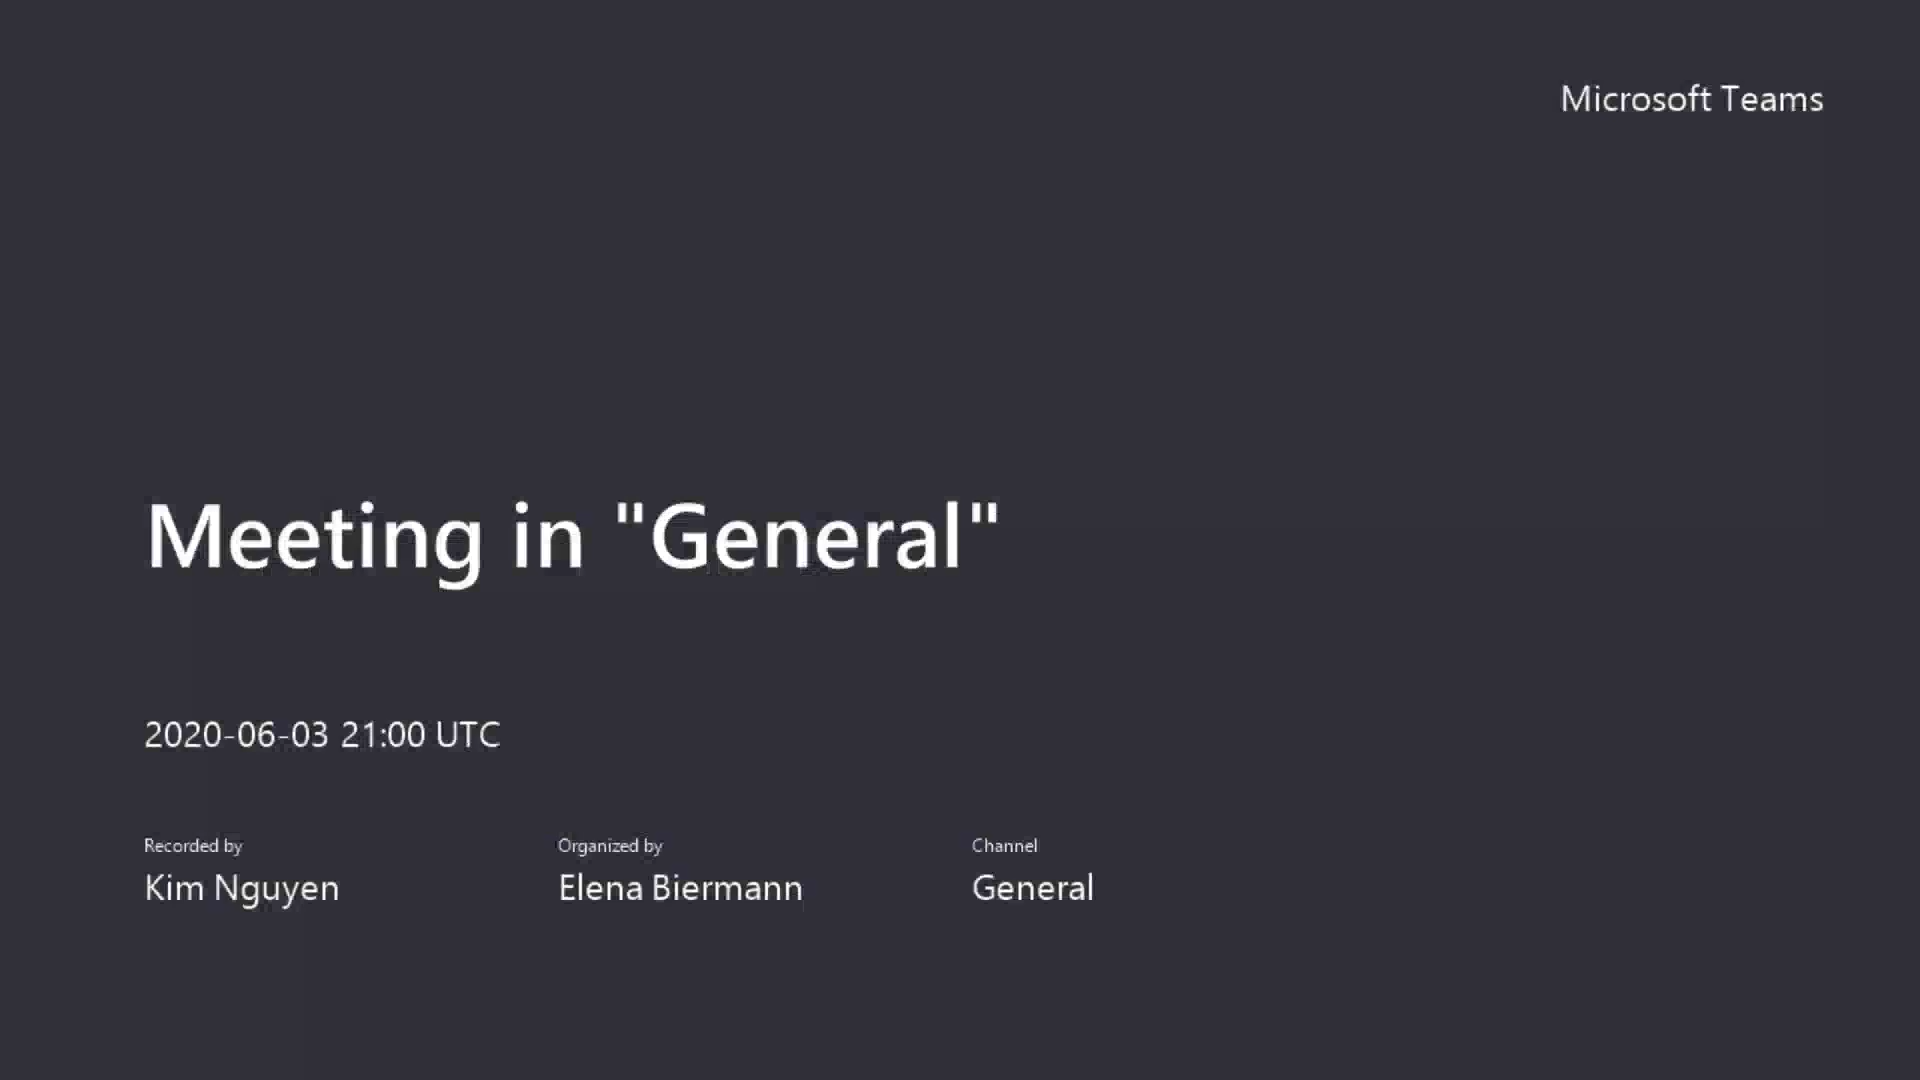 Microsoft Teams
Meeting in "General"
2020-06-03 21:00 UTC
Recorded by
Kim Nguyen
Organized by
Elena Biermann
Channel
General